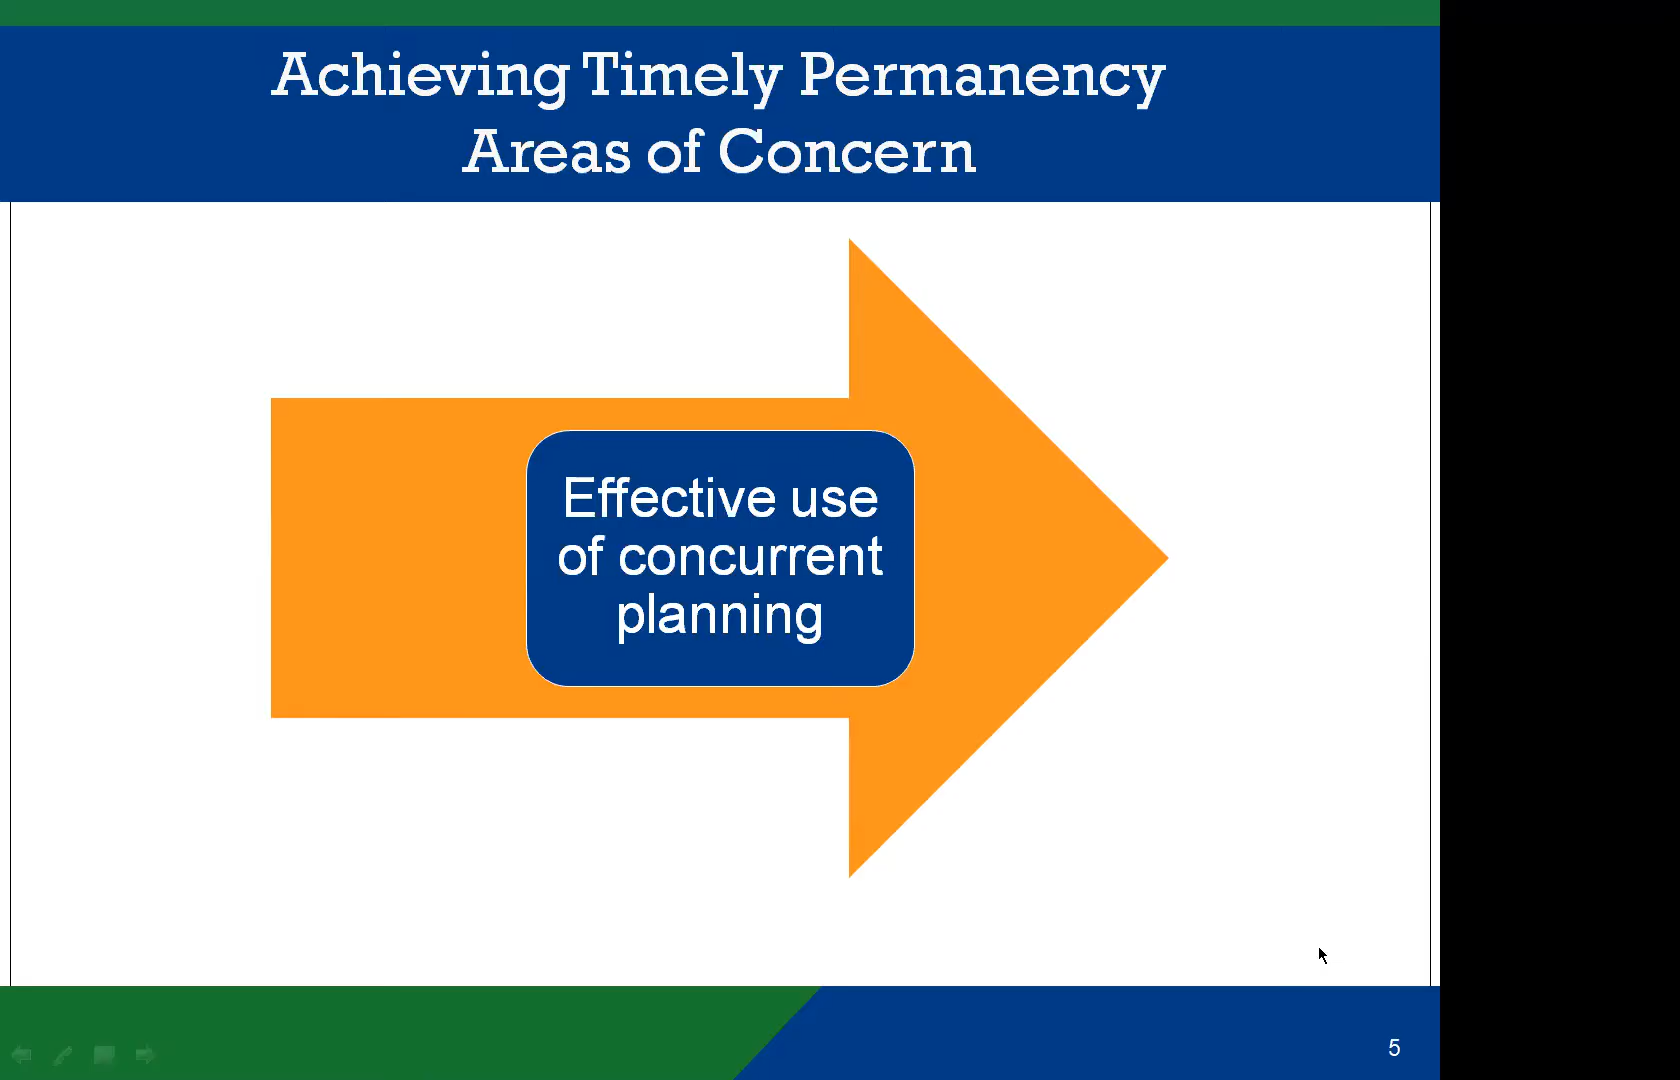 Achieving Timely Permanency
Areas of Concern
Effective use
of concurrent
planning
5